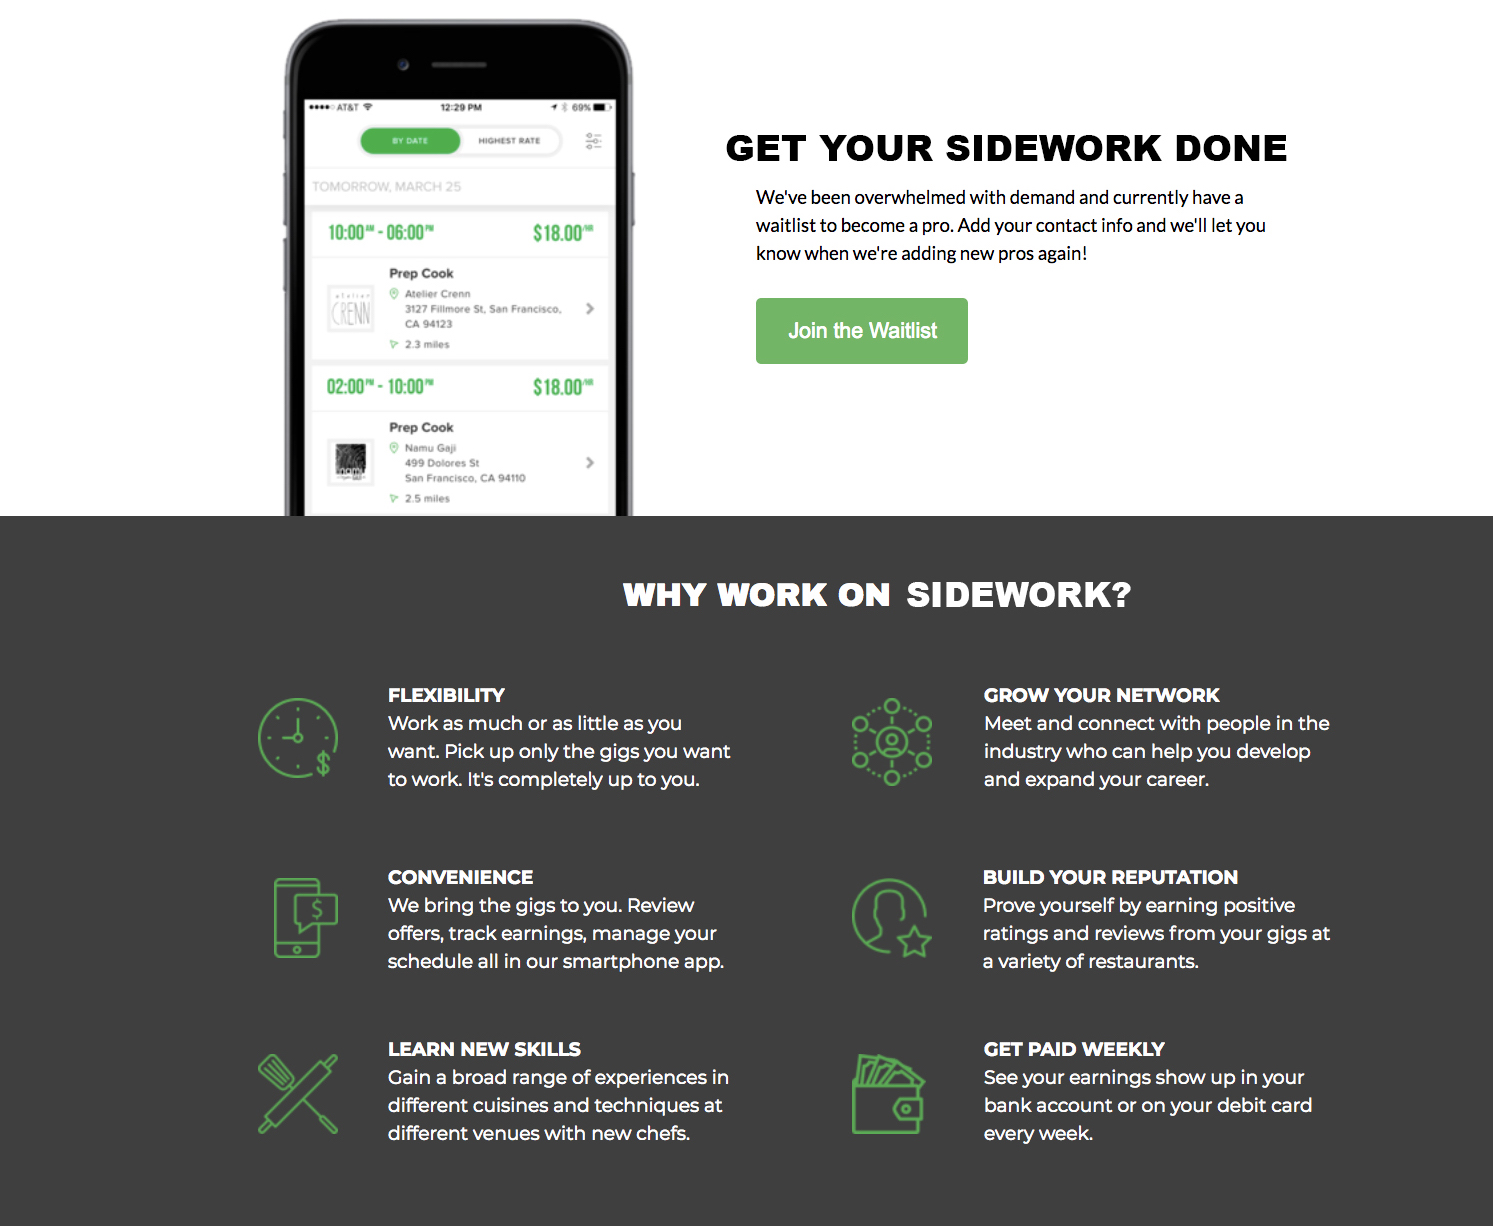 AT&T 12:29 PM 69%
BY DATE HIGHEST RATE
TOMORROW, MARCH 25
10:00AM - 06:00PM $18.00/HR
Prep Cook
atelier
CRENN
Atelier Crenn
3127 Fillmore St, San Francisco,
CA 94123
2.3 miles
02:00PM - 10:00PM $18.00/HR
Prep Cook
namu
Namu Gaji
499 Dolores St
San Francisco, CA 94110
2.5 miles
GET YOUR SIDEWORK DONE
We've been overwhelmed with demand and currently have a
waitlist to become a pro. Add your contact info and we'll let you
know when we're adding new pros again!
Join the Waitlist
WHY WORK ON SIDEWORK?
FLEXIBILITY
Work as much or as little as you
want. Pick up only the gigs you want
to work. It's completely up to you.
$
GROW YOUR NETWORK
Meet and connect with people in the
industry who can help you develop
and expand your career.
CONVENIENCE
We bring the gigs to you. Review
offers, track earnings, manage your
schedule all in our smartphone app.
$
BUILD YOUR REPUTATION
Prove yourself by earning positive
ratings and reviews from your gigs at
a variety of restaurants.
LEARN NEW SKILLS
Gain a broad range of experiences in
different cuisines and techniques at
different venues with new chefs.
GET PAID WEEKLY
See your earnings show up in your
bank account or on your debit card
every week.